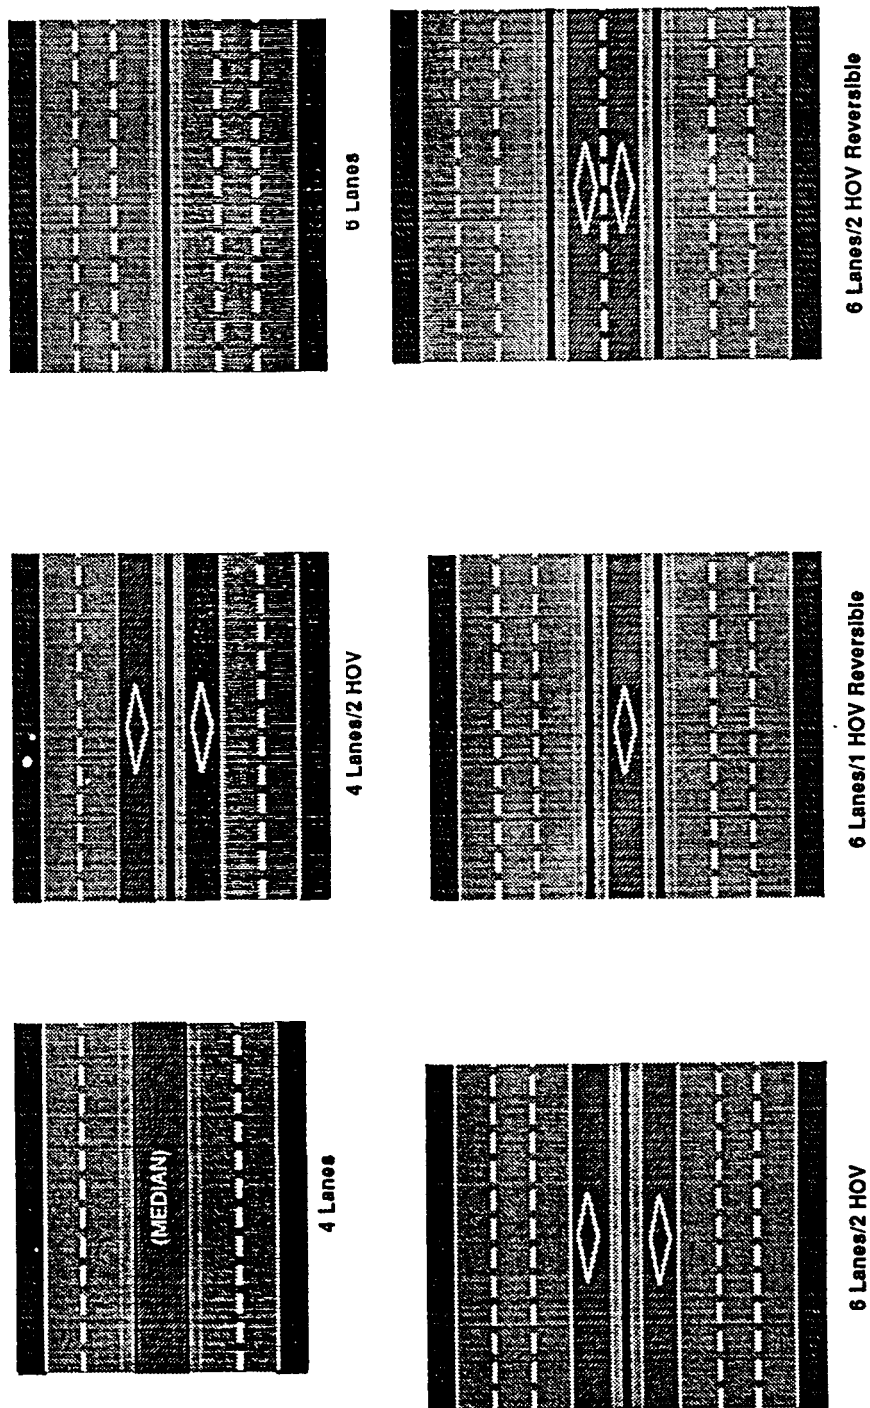 (MEDIAN)
4 Lanes
4 Lanes/2 HOV
6 Lanes
6 Lanes/2 HOV
6 Lanes/1 HOV Reversible
6 Lanes/2 HOV Reversible